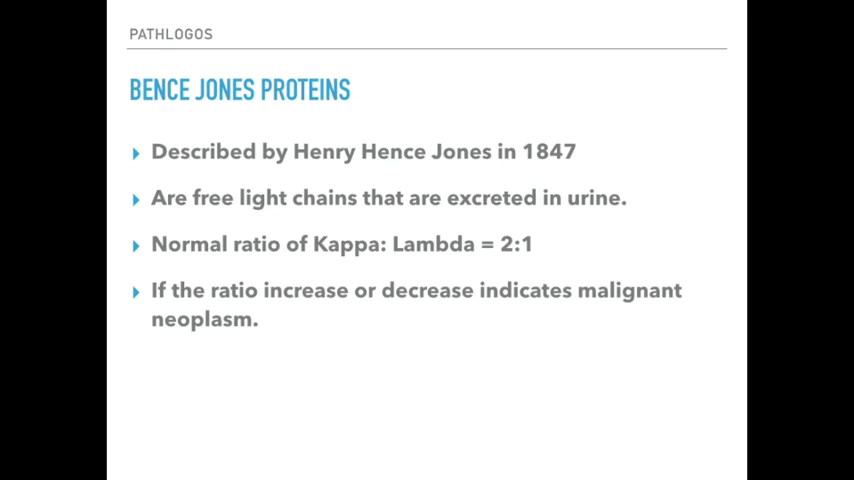 PATHLOGOS
BENCE JONES PROTEINS
Described by Henry Hence Jones in 1847
Are free light chains that are excreted in urine.
Normal ratio of Kappa: Lambda = 2:1
If the ratio increase or decrease indicates malignant
neoplasm.